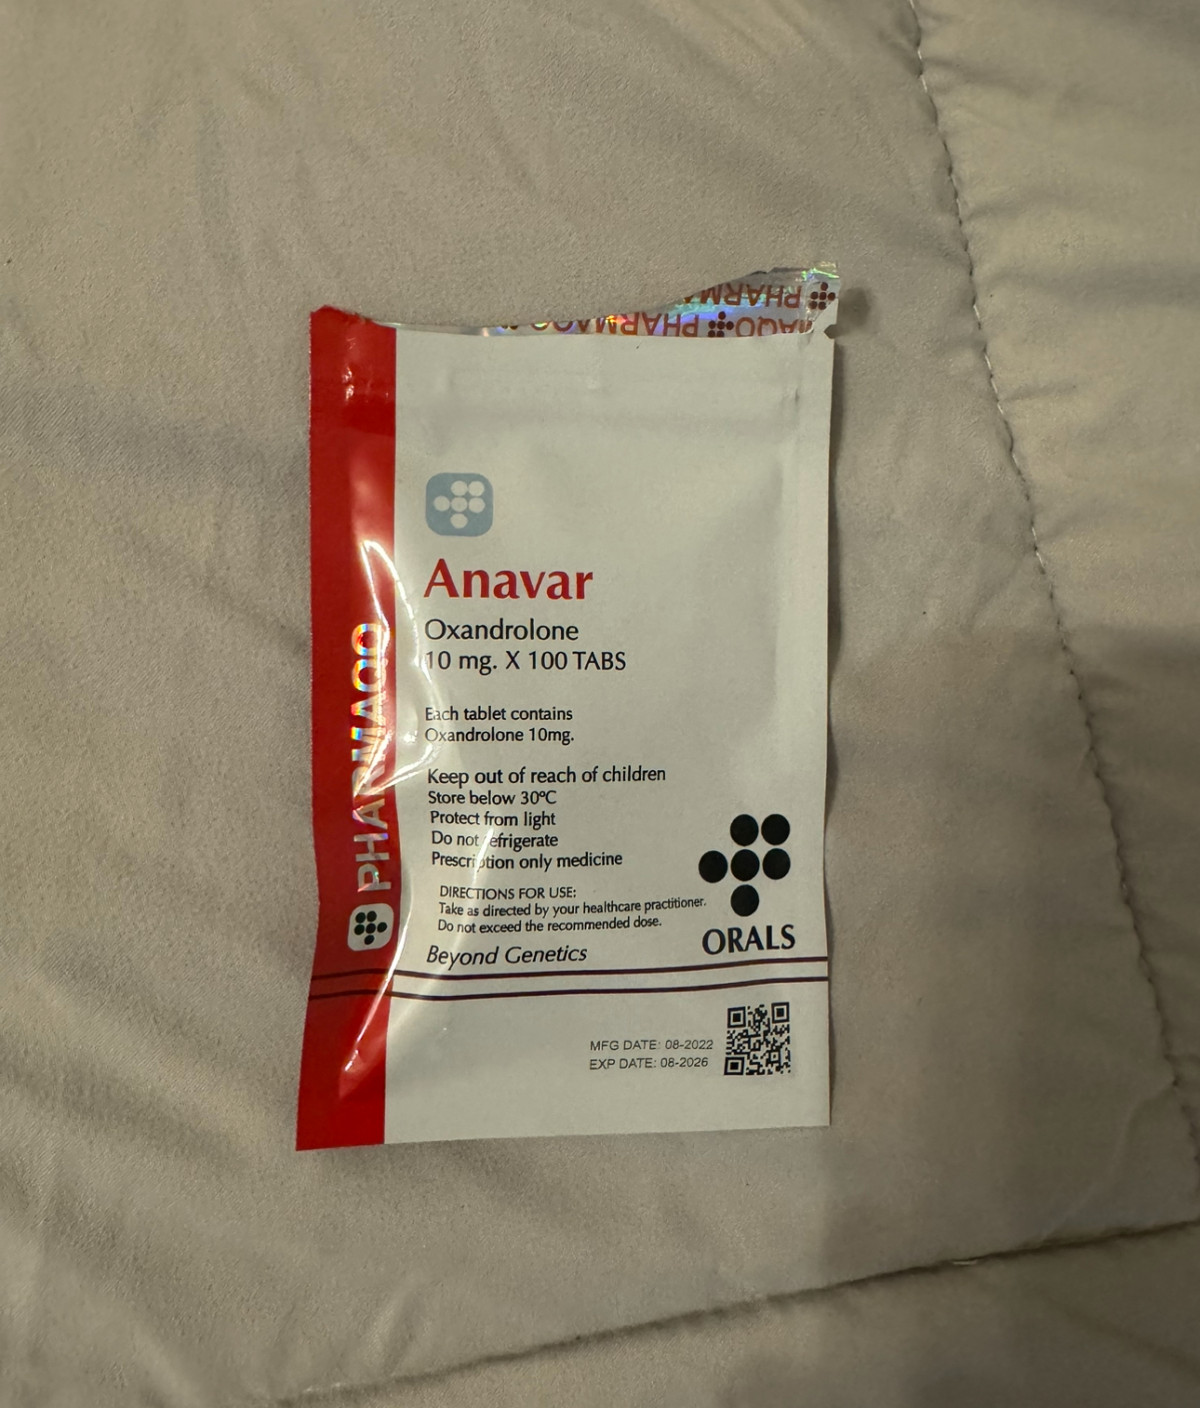 PHARMA
AQO PHARMAQO
PHARMAQO
Anavar
Oxandrolone
10 mg. X 100 TABS
Each tablet contains
Oxandrolone 10mg.
Keep out of reach of children
Store below 30ºC
Protect from light
Do not refrigerate
Prescription only medicine
DIRECTIONS FOR USE:
Take as directed by your healthcare practitioner.
Do not exceed the recommended dose.
Beyond Genetics
ORALS
MFG DATE: 08-2022
EXP DATE: 08-2026